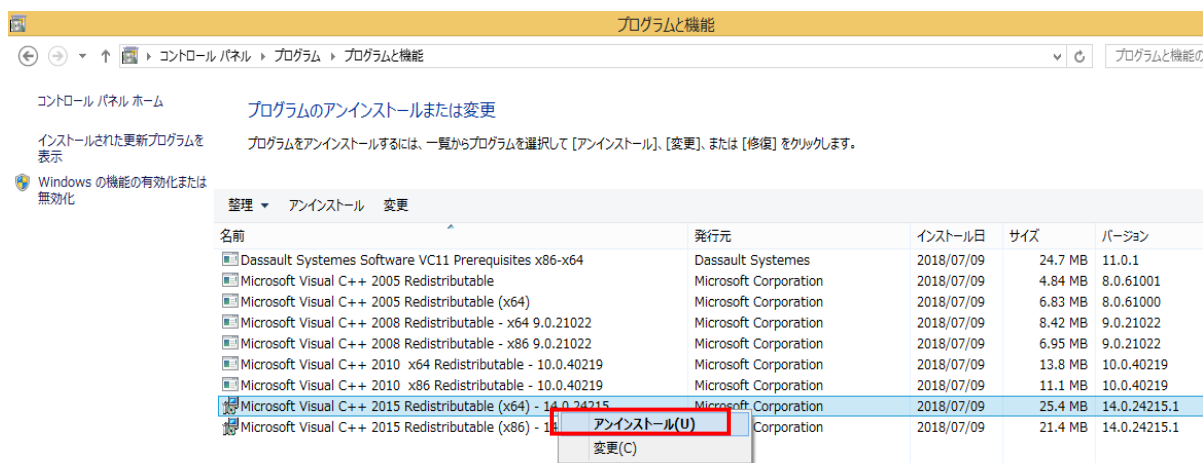 プログラムと機能
コントロール パネル ▸ プログラム ▸ プログラムと機能
プログラムと機能の
コントロール パネル ホーム
インストールされた更新プログラムを
表示
Windows の機能の有効化または
無効化
プログラムのアンインストールまたは変更
プログラムをアンインストールするには、一覧からプログラムを選択して [アンインストール]、[変更]、または [修復] をクリックします。
整理 ▼ アンインストール 変更
名前 発行元 インストール日 サイズ バージョン
Dassault Systemes Software VC11 Prerequisites x86-x64 Dassault Systemes 2018/07/09 24.7 MB 11.0.1
Microsoft Visual C++ 2005 Redistributable Microsoft Corporation 2018/07/09 4.84 MB 8.0.61001
Microsoft Visual C++ 2005 Redistributable (x64) Microsoft Corporation 2018/07/09 6.83 MB 8.0.61000
Microsoft Visual C++ 2008 Redistributable - x64 9.0.21022 Microsoft Corporation 2018/07/09 8.42 MB 9.0.21022
Microsoft Visual C++ 2008 Redistributable - x86 9.0.21022 Microsoft Corporation 2018/07/09 6.95 MB 9.0.21022
Microsoft Visual C++ 2010 x64 Redistributable - 10.0.40219 Microsoft Corporation 2018/07/09 13.8 MB 10.0.40219
Microsoft Visual C++ 2010 x86 Redistributable - 10.0.40219 Microsoft Corporation 2018/07/09 11.1 MB 10.0.40219
Microsoft Visual C++ 2015 Redistributable (x64) - 14.0.24215 Microsoft Corporation 2018/07/09 25.4 MB 14.0.24215.1
Microsoft Visual C++ 2015 Redistributable (x86) - 14 Corporation 2018/07/09 21.4 MB 14.0.24215.1
アンインストール(U)
変更(C)